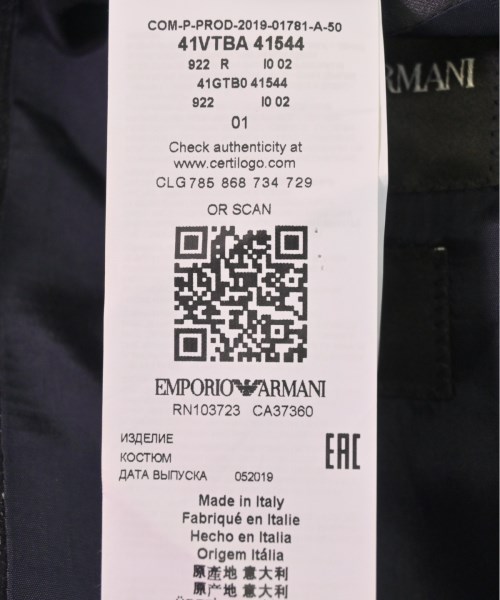 COM-P-PROD-2019-01781-A-50
41VTBA 41544
922 R I0 02
41GTB0 41544
922 I0 02
01
Check authenticity at
www.certilogo.com
CLG 785 868 734 729
OR SCAN
EMPORIO ARMANI
RN103723 CA37360
ИЗДЕЛИЕ
КОСТЮМ
ДАТА ВЫПУСКА 052019
EAC
Made in Italy
Fabriqué en Italie
Hecho en Italia
Origem Itália
原產地 意大利
原产地 意大利
RMANI